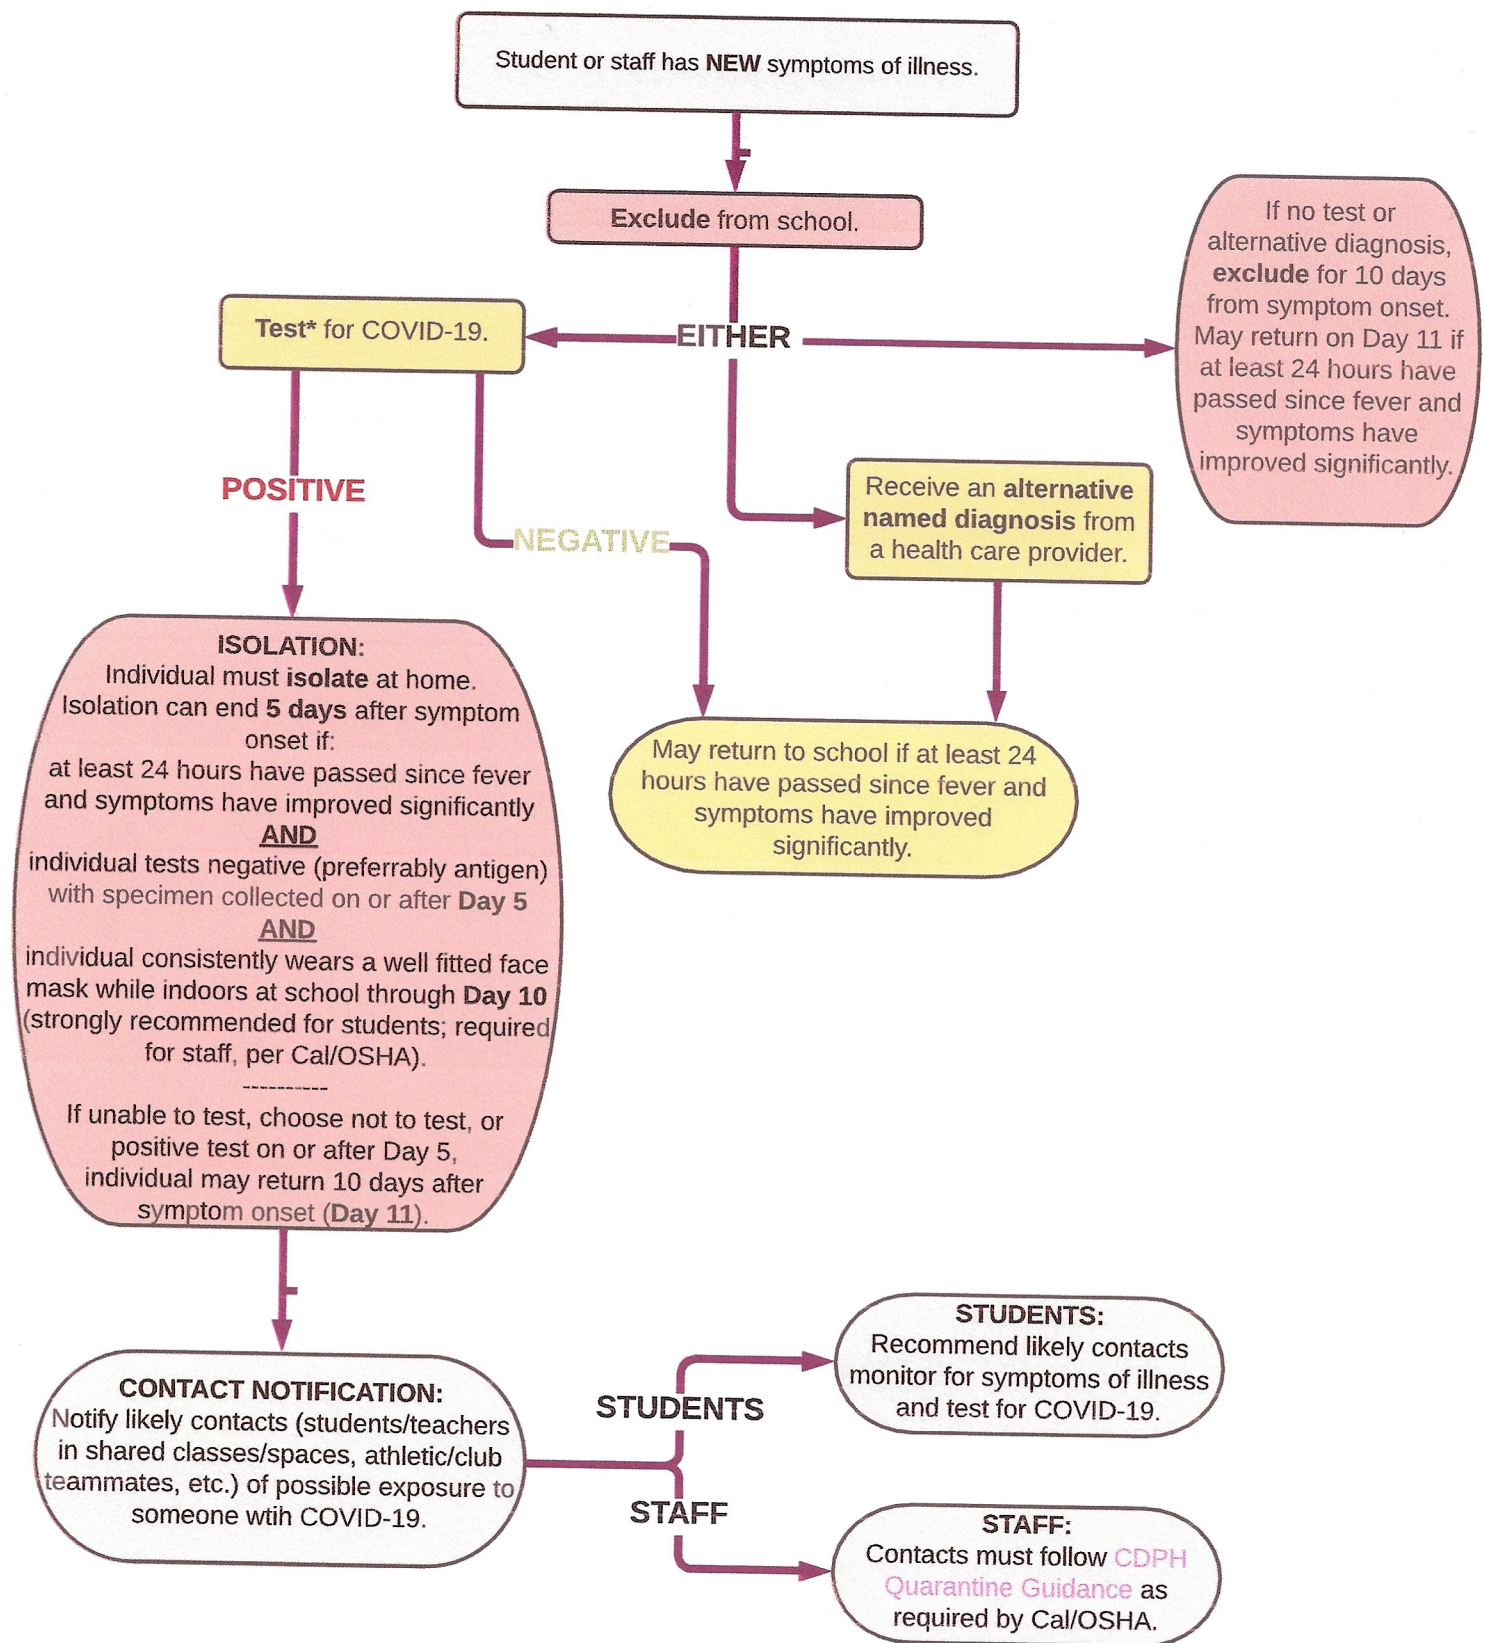 Student or staff has NEW symptoms of illness.
Exclude from school.
If no test or
alternative diagnosis,
exclude for 10 days
from symptom onset.
May return on Day 11 if
at least 24 hours have
passed since fever and
symptoms have
improved significantly.
Test* for COVID-19.
EITHER
POSITIVE
NEGATIVE
Receive an alternative
named diagnosis from
a health care provider.
ISOLATION:
Individual must isolate at home.
Isolation can end 5 days after symptom
onset if:
at least 24 hours have passed since fever
and symptoms have improved significantly
AND
individual tests negative (preferrably antigen)
with specimen collected on or after Day 5
AND
individual consistently wears a well fitted face
mask while indoors at school through Day 10
(strongly recommended for students; required
for staff, per Cal/OSHA).
----------
If unable to test, choose not to test, or
positive test on or after Day 5,
individual may return 10 days after
symptom onset (Day 11).
May return to school if at least 24
hours have passed since fever and
symptoms have improved
significantly.
CONTACT NOTIFICATION:
Notify likely contacts (students/teachers
in shared classes/spaces, athletic/club
teammates, etc.) of possible exposure to
someone wtih COVID-19.
STUDENTS
STUDENTS:
Recommend likely contacts
monitor for symptoms of illness
and test for COVID-19.
STAFF
STAFF:
Contacts must follow CDPH
Quarantine Guidance as
required by Cal/OSHA.